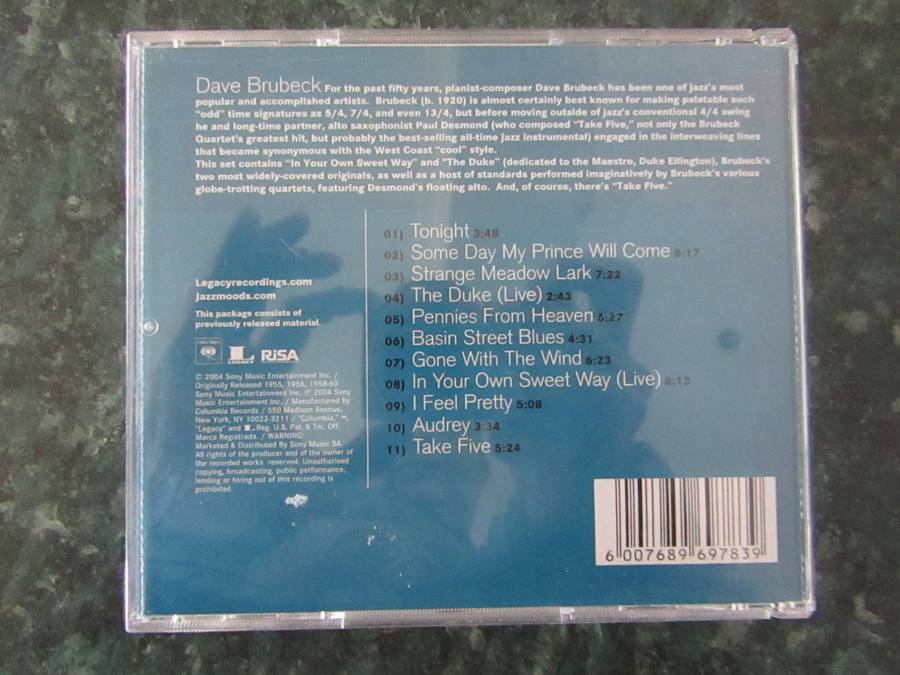 Dave Brubeck For the past fifty years, pianist-composer Dave Brubeck has been one of jazz's most
popular and accomplished artists. Brubeck (b. 1920) is almost certainly best known for making palatable such
"odd" time signatures as 5/4, 7/4, and even 13/4, but before moving outside of jazz's conventional 4/4 swing
he and long-time partner, alto saxophonist Paul Desmond (who composed "Take Five," not only the Brubeck
Quartet's greatest hit, but probably the best-selling all-time jazz instrumental) engaged in the interweaving lines
that became synonymous with the West Coast "cool" style.
This set contains "In Your Own Sweet Way" and "The Duke" (dedicated to the Maestro, Duke Ellington), Brubeck's
two most widely-covered originals, as well as a host of standards performed imaginatively by Brubeck's various
globe-trotting quartets, featuring Desmond's floating alto. And, of course, there's "Take Five."
01) Tonight 3:48
02) Some Day My Prince Will Come 8:17
03) Strange Meadow Lark 7:22
04) The Duke (Live) 2:43
05) Pennies From Heaven 6:27
06) Basin Street Blues 4:31
07) Gone With The Wind 6:23
08) In Your Own Sweet Way (Live) 8:13
09) I Feel Pretty 5:08
10) Audrey 3:34
11) Take Five 5:24
Legacyrecordings.com
Jazzmoods.com
This package consists of
previously released material.
COLUMBIA
L LEGACY
RiSA
© 2004 Sony Music Entertainment Inc. /
Originally Released 1955, 1956, 1958-60
Sony Music Entertainment Inc. ℗ 2004 Sony
Music Entertainment Inc. / Manufactured by
Columbia Records / 550 Madison Avenue,
New York, NY 10022-3211 / "Columbia," ™,
"Legacy" and L, Reg. U.S. Pat. & Tm. Off.
Marca Registrada. / WARNING:
Marketed & Distributed By Sony Music SA.
All rights of the producer and of the owner of
the recorded works reserved. Unauthorised
copying, broadcasting, public performance,
lending or hiring out of this recording is
prohibited.
6 007689 697839